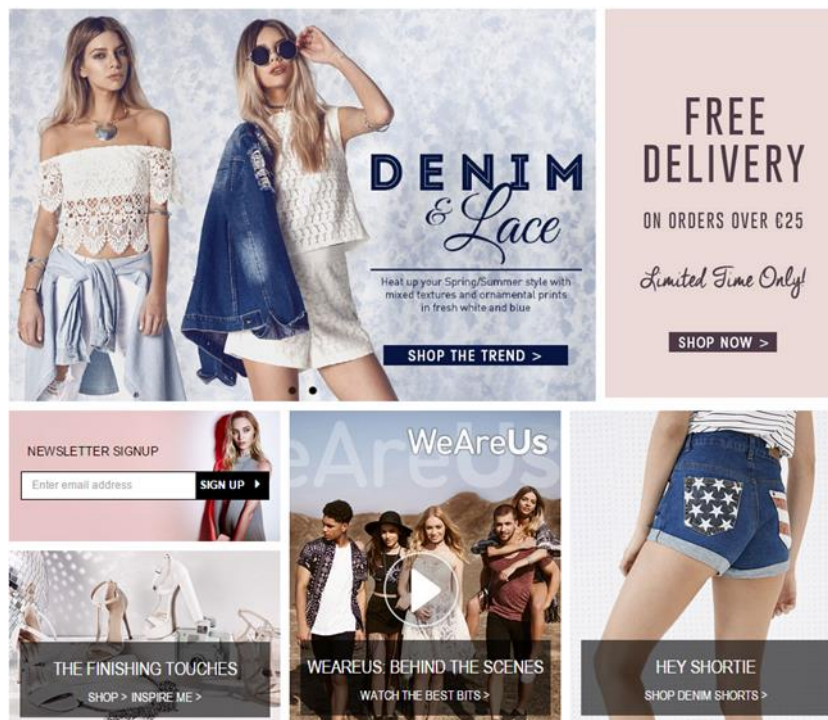 DENIM
& Lace
Heat up your Spring/Summer style with
mixed textures and ornamental prints
in fresh white and blue
SHOP THE TREND >
FREE
DELIVERY
ON ORDERS OVER €25
Limited Time Only!
SHOP NOW >
NEWSLETTER SIGNUP
Enter email address
SIGN UP
WeAreUs
eAreUs
WEAREUS: BEHIND THE SCENES
WATCH THE BEST BITS >
THE FINISHING TOUCHES
SHOP > INSPIRE ME >
HEY SHORTIE
SHOP DENIM SHORTS >